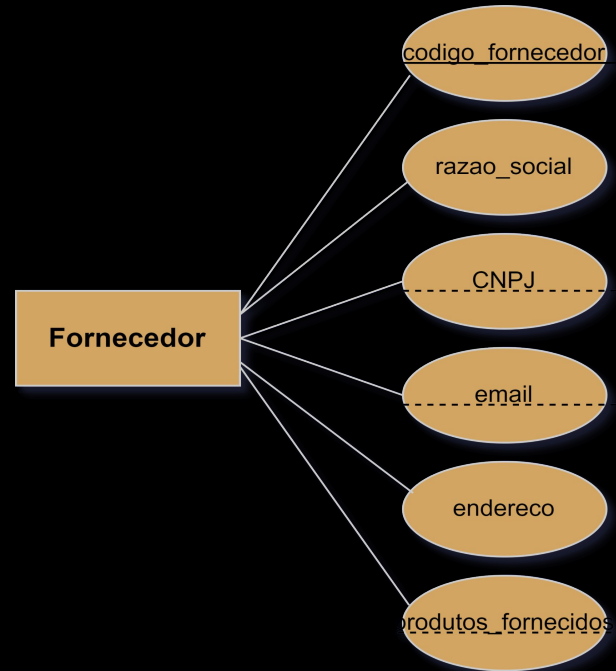 codigo_fornecedor
razao_social
CNPJ
Fornecedor
email
endereco
produtos_fornecidos